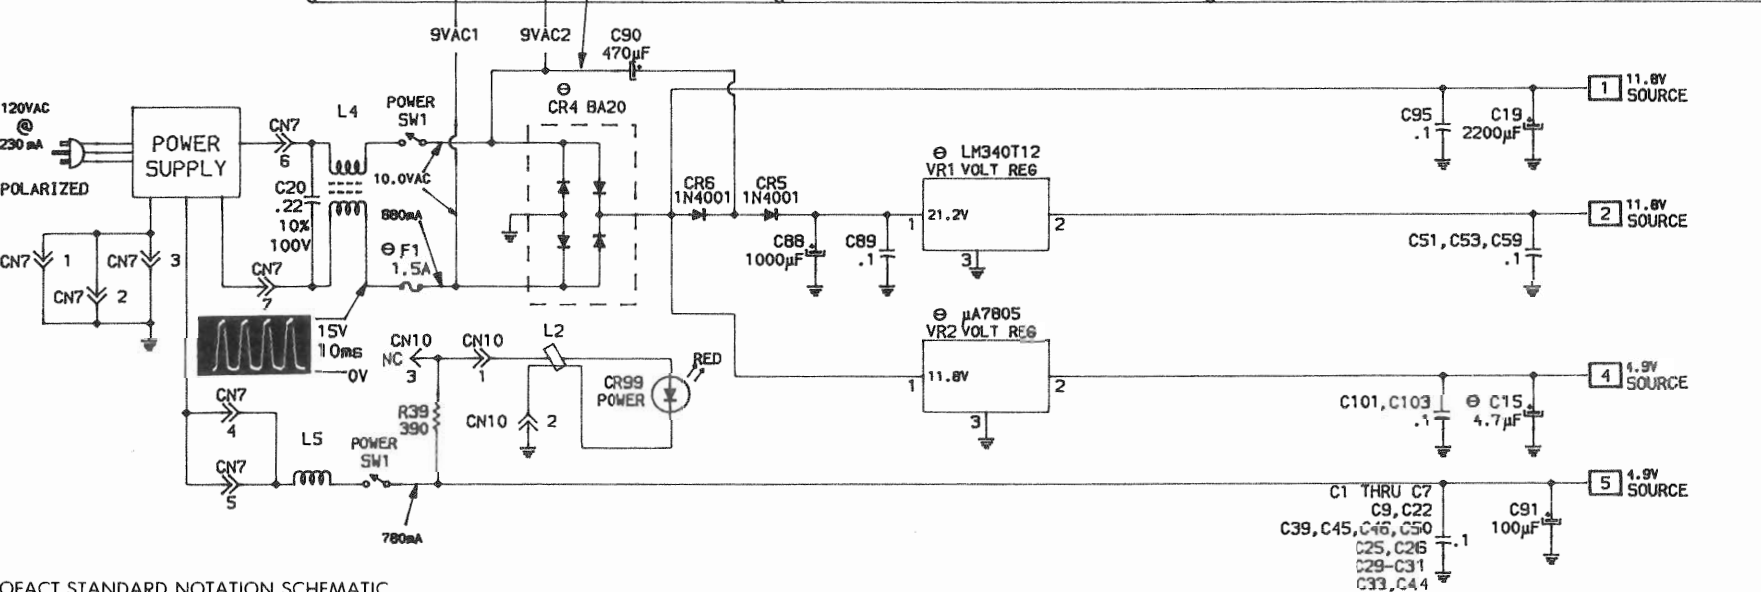 9VAC1
9VAC2
C90
470µF
120VAC
@
230 mA
POLARIZED
POWER
SUPPLY
CN7
6
L4
POWER
SW1
CR4 BA20
10.0VAC
880mA
C20
.22
10%
100V
F1
1.5A
CN7
7
CN7 1
CN7 2
CN7 3
15V
10ms
0V
CR6
1N4001
CR5
1N4001
C88
1000µF
C89
.1
LM340T12
VR1 VOLT REG
1
21.2V
2
3
µA7805
VR2 VOLT REG
1
11.8V
2
3
C95
.1
C19
2200µF
1
11.8V
SOURCE
2
11.8V
SOURCE
C51,C53,C59
.1
C101,C103
.1
C15
4.7µF
4
4.9V
SOURCE
CN10
NC
3
CN10
1
L2
CN10 2
CR99
POWER
RED
R39
390
CN7
4
CN7
5
L5
POWER
SW1
780mA
5
4.9V
SOURCE
C1 THRU C7
C9,C22
C39,C45,C46,C50
C25,C26
C29-C31
C33,C44
.1
C91
100µF
OFACT STANDARD NOTATION SCHEMATIC